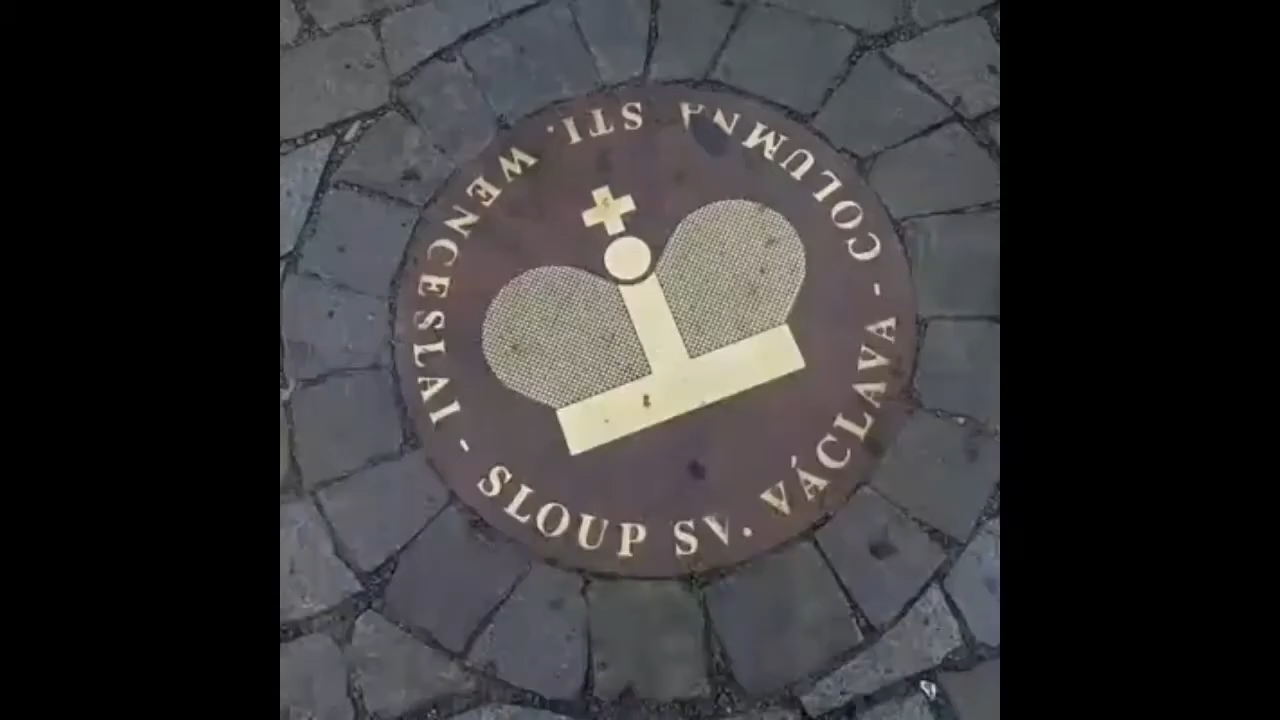 SLOUP SV. VÁCLAVA - COLUMNA STI. WENCESLAI -